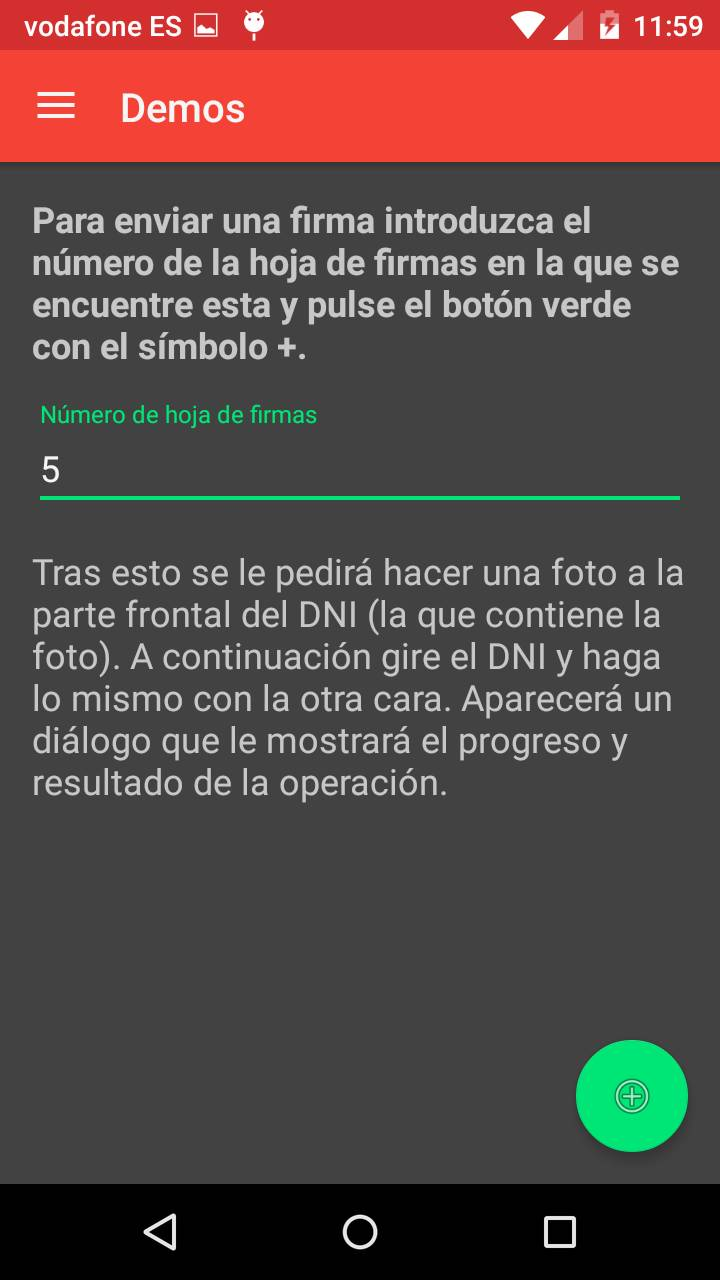 vodafone ES 11:59
Demos
Para enviar una firma introduzca el
número de la hoja de firmas en la que se
encuentre esta y pulse el botón verde
con el símbolo +.
Número de hoja de firmas
5
Tras esto se le pedirá hacer una foto a la
parte frontal del DNI (la que contiene la
foto). A continuación gire el DNI y haga
lo mismo con la otra cara. Aparecerá un
diálogo que le mostrará el progreso y
resultado de la operación.